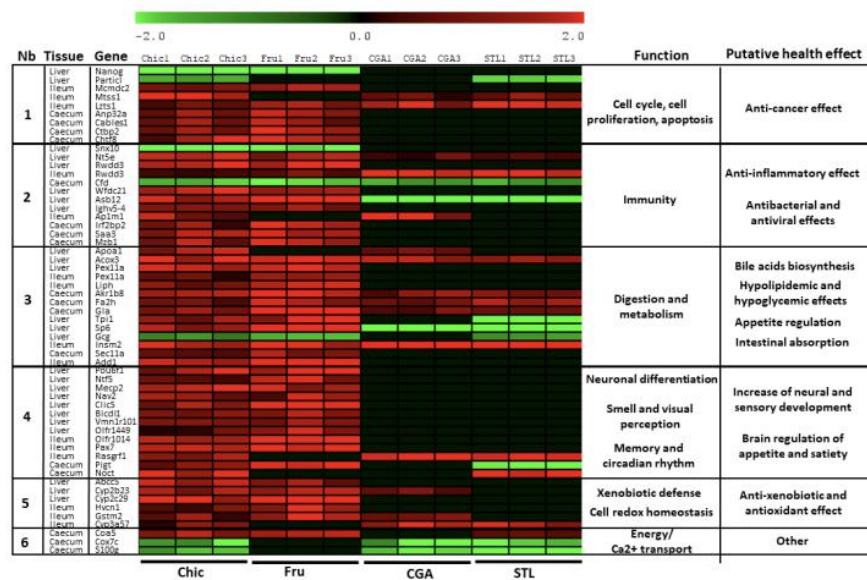 -2.0 0.0 2.0
Nb Tissue Gene Chic1 Chic2 Chic3 Fru1 Fru2 Fru3 CGA1 CGA2 CGA3 STL1 STL2 STL3 Function Putative health effect
1
Liver Nanog
Liver Particl
Ileum Mcmdc2
Ileum Mtss1
Ileum Lzts1
Caecum Anp32a
Caecum Cables1
Caecum Ctbp2
Caecum Chtf8
Cell cycle, cell
proliferation, apoptosis
Anti-cancer effect
2
Liver Snx10
Liver Nt5e
Liver Rwdd3
Ileum Rwdd3
Caecum Cfd
Liver Wfdc21
Liver Asb12
Liver Ighv5-4
Ileum Ap1m1
Caecum Irf2bp2
Caecum Saa3
Caecum Mzb1
Immunity
Anti-inflammatory effect
Antibacterial and
antiviral effects
3
Liver Apoa1
Liver Acox3
Liver Pex11a
Ileum Pex11a
Ileum Liph
Caecum Akr1b8
Caecum Fa2h
Caecum Gla
Liver Tpi1
Liver Sp6
Liver Gcg
Ileum Insm2
Caecum Sec11a
Ileum Add1
Digestion and
metabolism
Bile acids biosynthesis
Hypolipidemic and
hypoglycemic effects
Appetite regulation
Intestinal absorption
4
Liver Pou6f1
Liver Ntf5
Liver Mecp2
Liver Nav2
Liver Clic5
Liver Bicdl1
Liver Vmn1r101
Liver Olfr1449
Ileum Olfr1014
Ileum Pax7
Ileum Rasgrf1
Caecum Pigt
Caecum Noct
Neuronal differentiation
Smell and visual
perception
Memory and
circadian rhythm
Increase of neural and
sensory development
Brain regulation of
appetite and satiety
5
Liver Abcc5
Liver Cyp2b23
Liver Cyp2c29
Ileum Hvcn1
Ileum Gstm2
Ileum Cyp3a57
Xenobiotic defense
Cell redox homeostasis
Anti-xenobiotic and
antioxidant effect
6
Caecum Coa5
Caecum Cox7c
Caecum S100g
Energy/
Ca2+ transport
Other
Chic Fru CGA STL